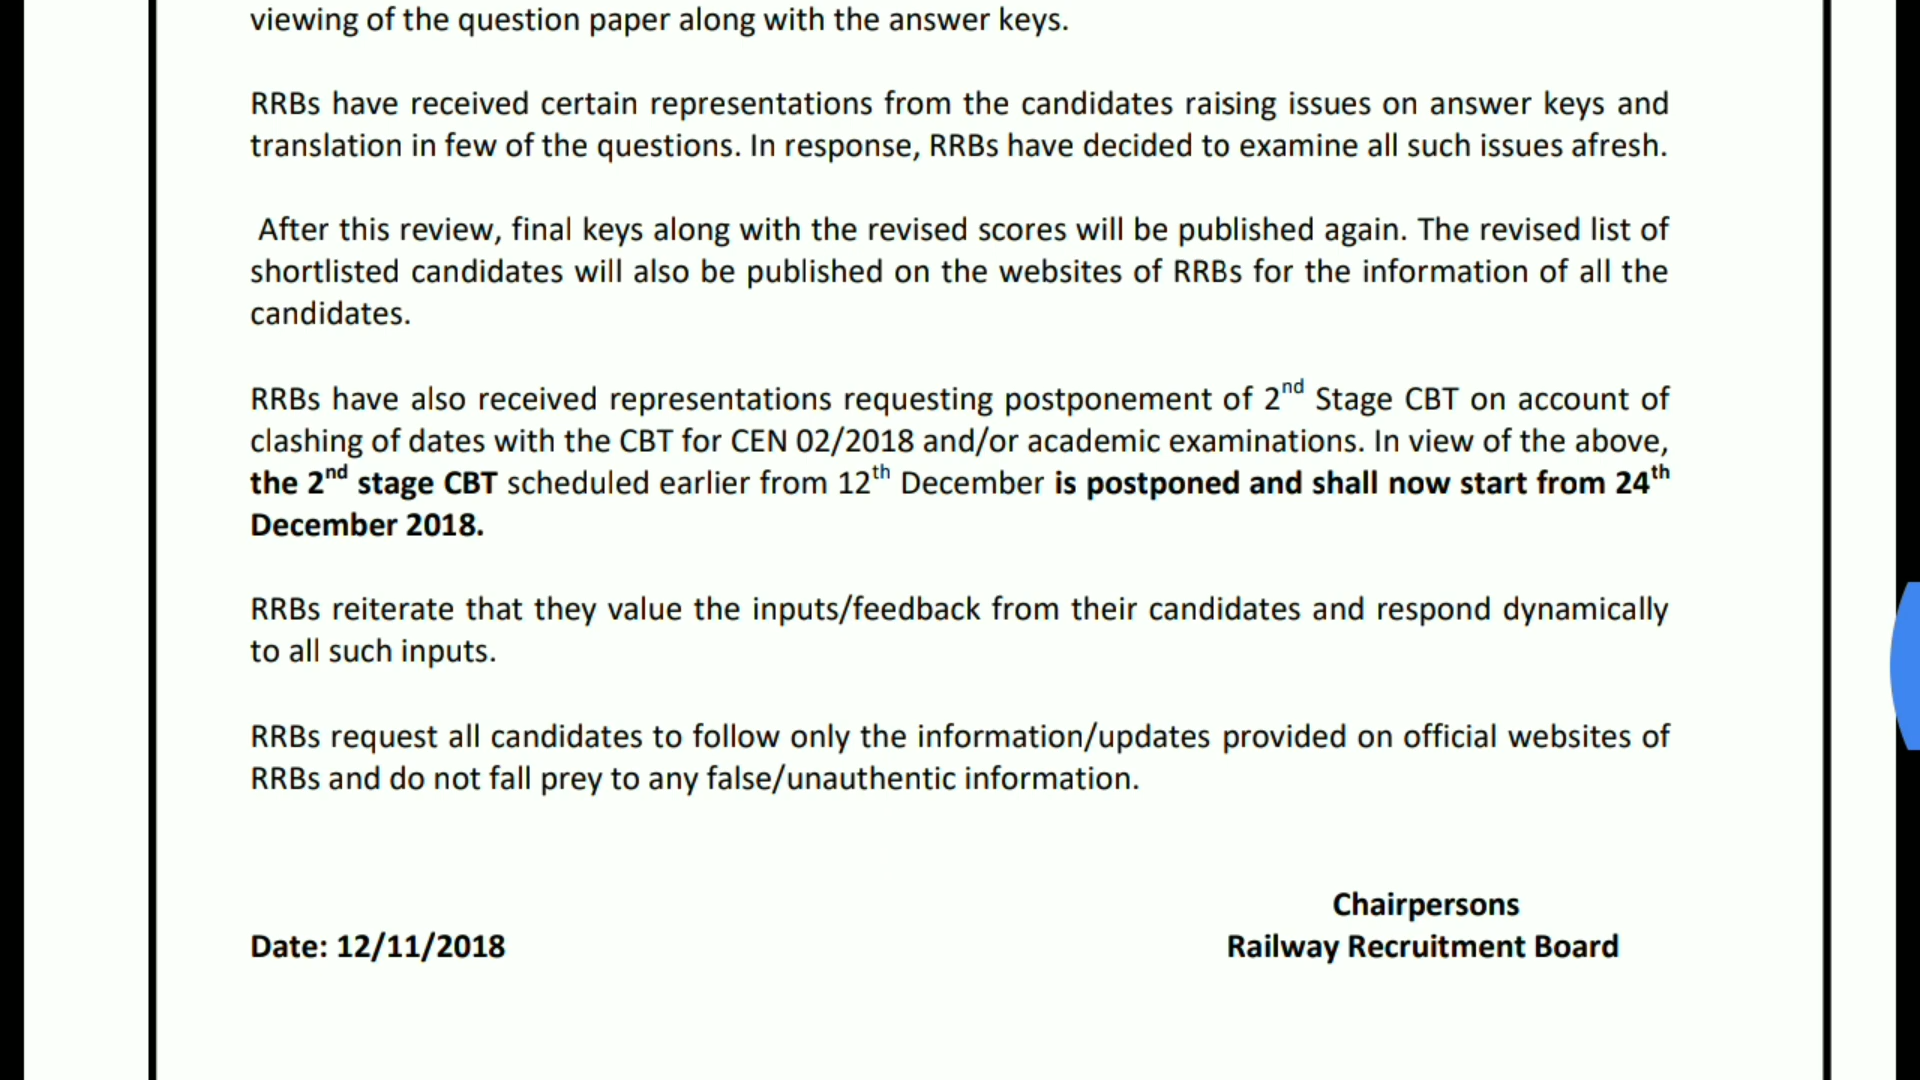 viewing of the question paper along with the answer keys.
RRBs have received certain representations from the candidates raising issues on answer keys and
translation in few of the questions. In response, RRBs have decided to examine all such issues afresh.
After this review, final keys along with the revised scores will be published again. The revised list of
shortlisted candidates will also be published on the websites of RRBs for the information of all the
candidates.
RRBs have also received representations requesting postponement of 2nd Stage CBT on account of
clashing of dates with the CBT for CEN 02/2018 and/or academic examinations. In view of the above,
the 2nd stage CBT scheduled earlier from 12th December is postponed and shall now start from 24th
December 2018.
RRBs reiterate that they value the inputs/feedback from their candidates and respond dynamically
to all such inputs.
RRBs request all candidates to follow only the information/updates provided on official websites of
RRBs and do not fall prey to any false/unauthentic information.
Chairpersons
Date: 12/11/2018 Railway Recruitment Board